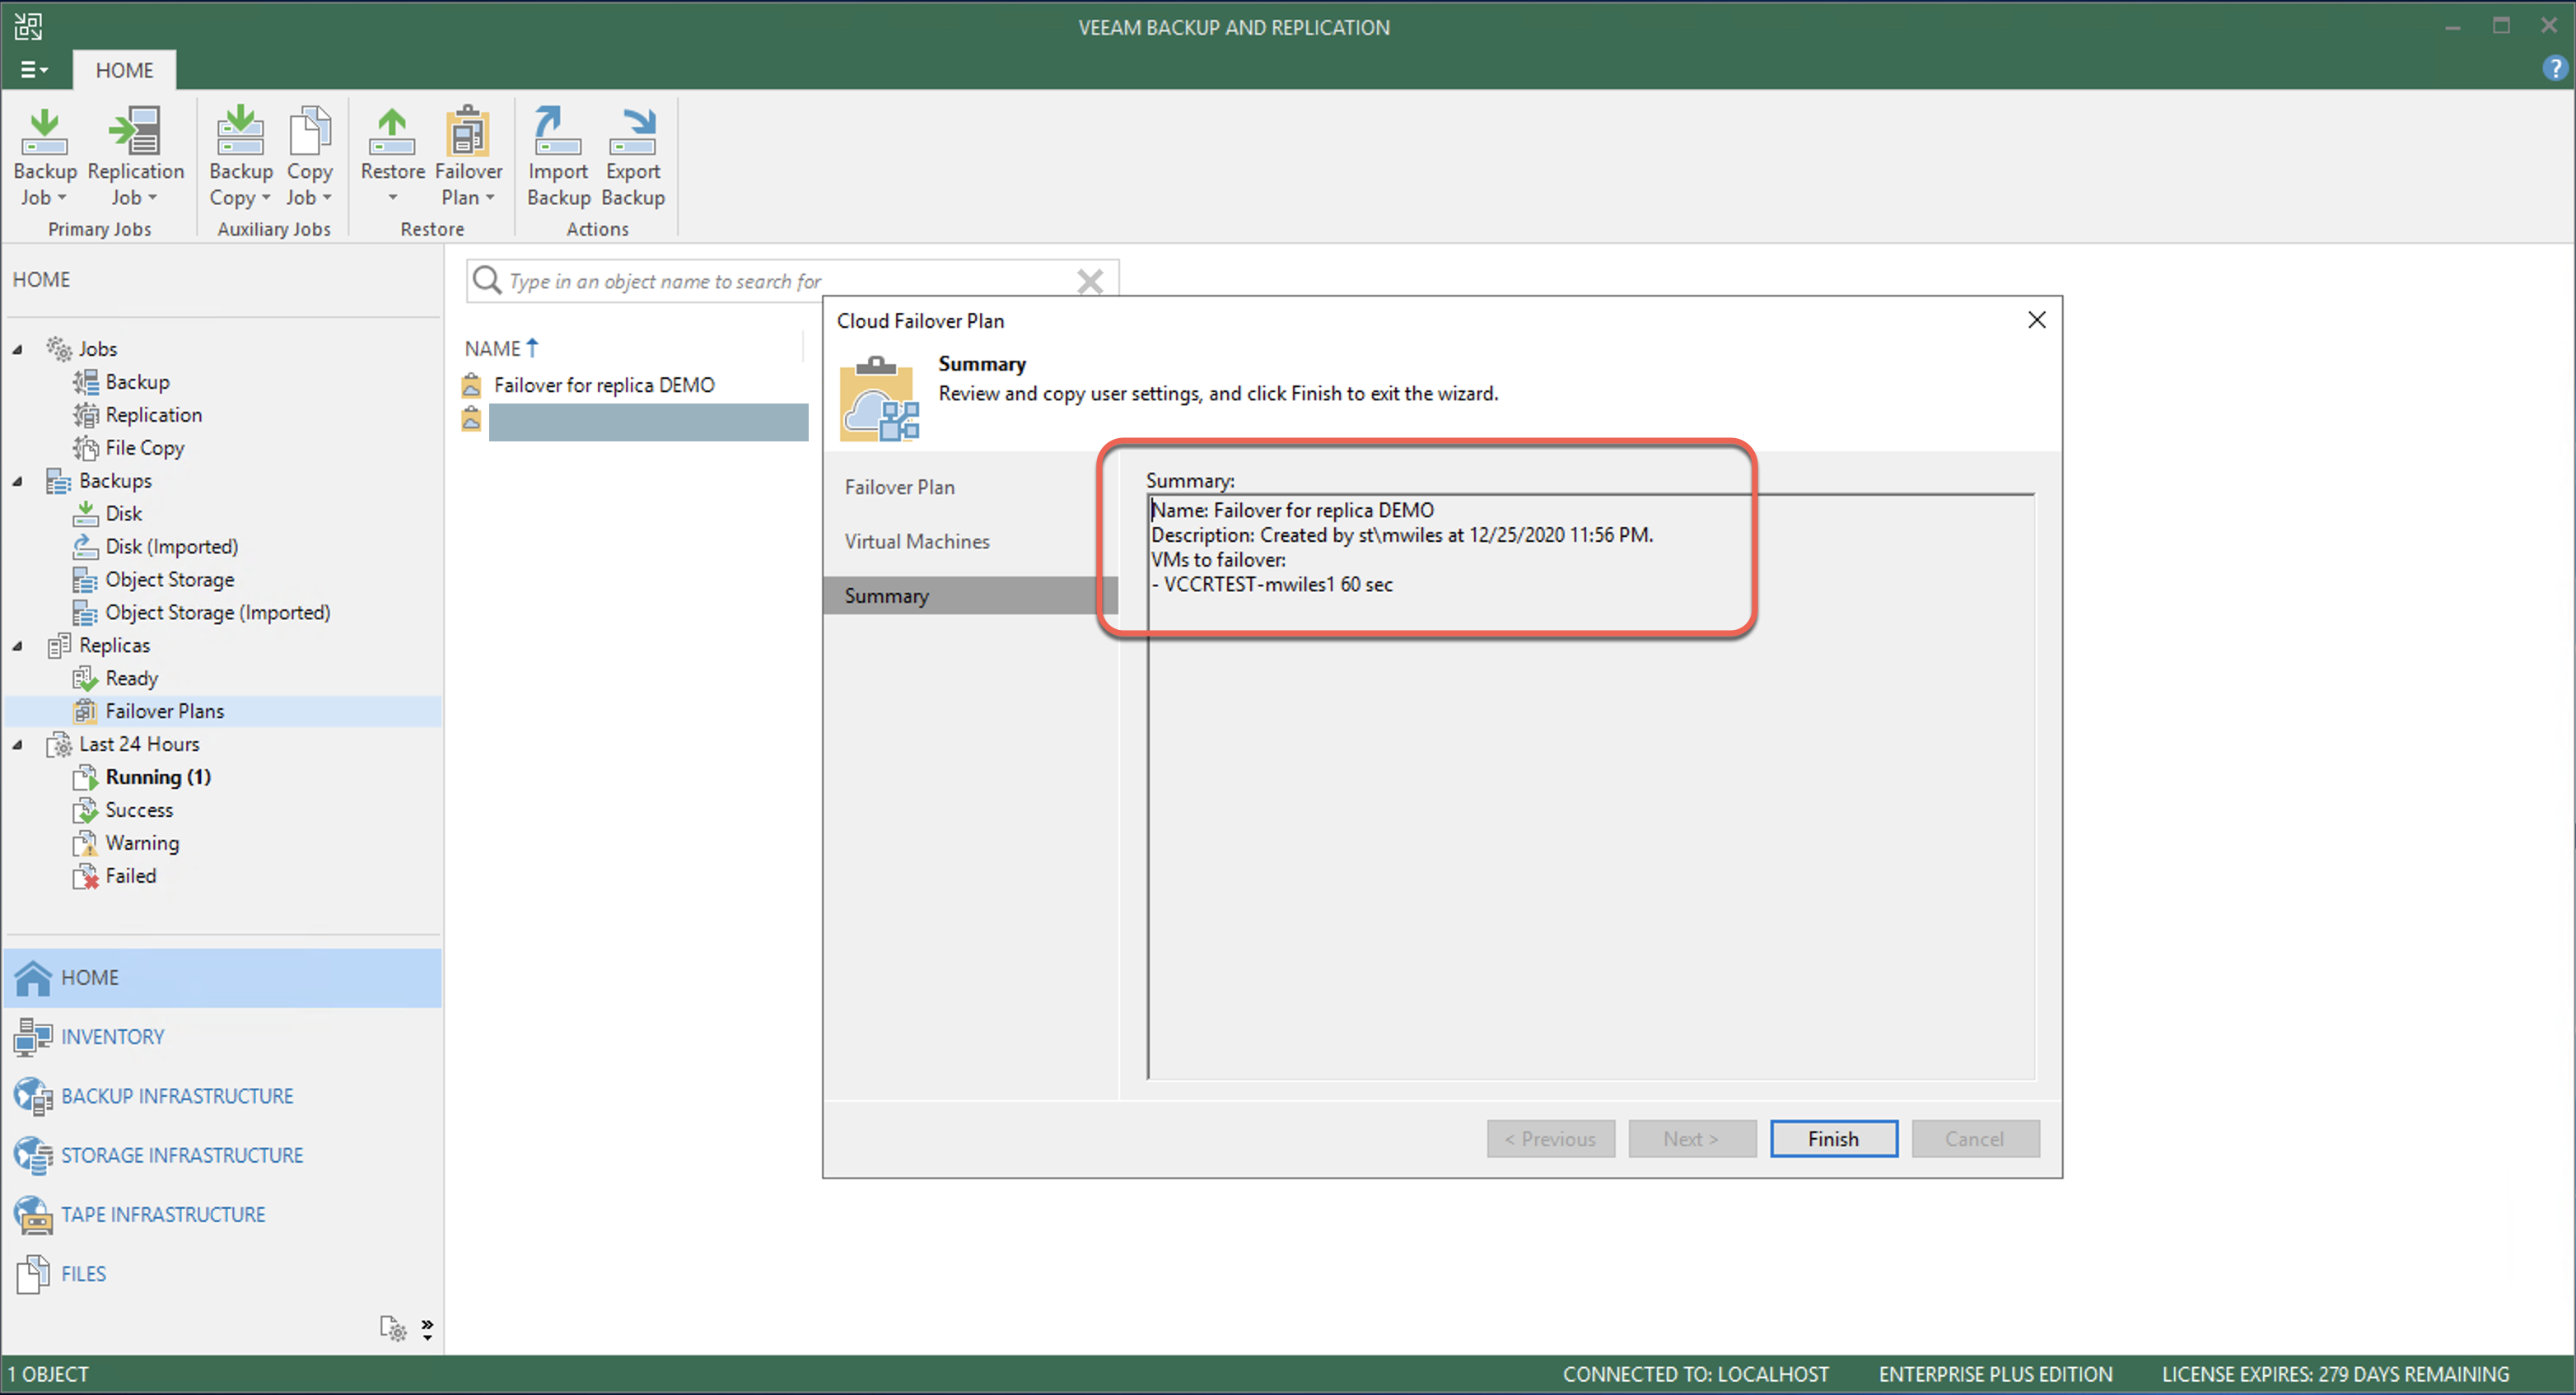 VEEAM BACKUP AND REPLICATION
HOME
?
Backup Job
Replication Job
Primary Jobs
Backup Copy
Copy Job
Auxiliary Jobs
Restore
Failover Plan
Restore
Import Backup
Export Backup
Actions
HOME
Jobs
Backup
Replication
File Copy
Backups
Disk
Disk (Imported)
Object Storage
Object Storage (Imported)
Replicas
Ready
Failover Plans
Last 24 Hours
Running (1)
Success
Warning
Failed
HOME
INVENTORY
BACKUP INFRASTRUCTURE
STORAGE INFRASTRUCTURE
TAPE INFRASTRUCTURE
FILES
Type in an object name to search for
NAME
Failover for replica DEMO
Cloud Failover Plan
Summary
Review and copy user settings, and click Finish to exit the wizard.
Failover Plan
Virtual Machines
Summary
Summary:
Name: Failover for replica DEMO
Description: Created by st\mwiles at 12/25/2020 11:56 PM.
VMs to failover:
- VCCRTEST-mwiles1 60 sec
< Previous
Next >
Finish
Cancel
1 OBJECT
CONNECTED TO: LOCALHOST
ENTERPRISE PLUS EDITION
LICENSE EXPIRES: 279 DAYS REMAINING